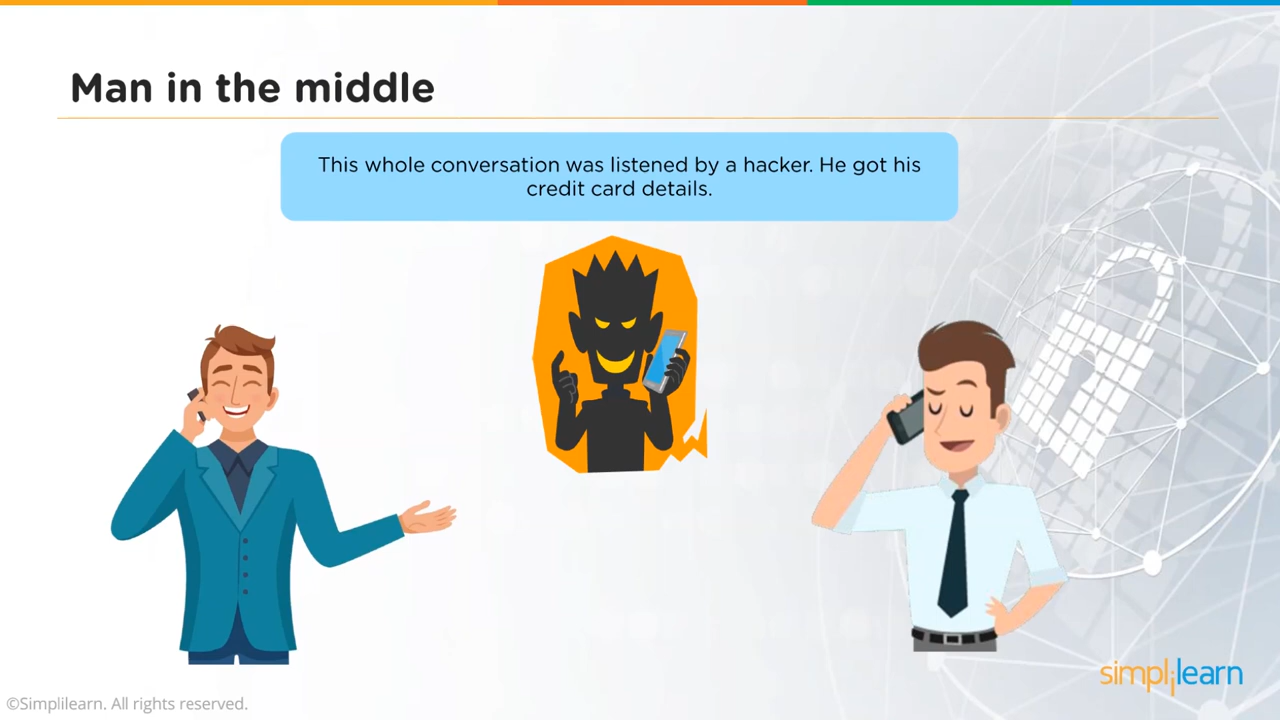 Man in the middle
This whole conversation was listened by a hacker. He got his
credit card details.
simplilearn
©Simplilearn. All rights reserved.